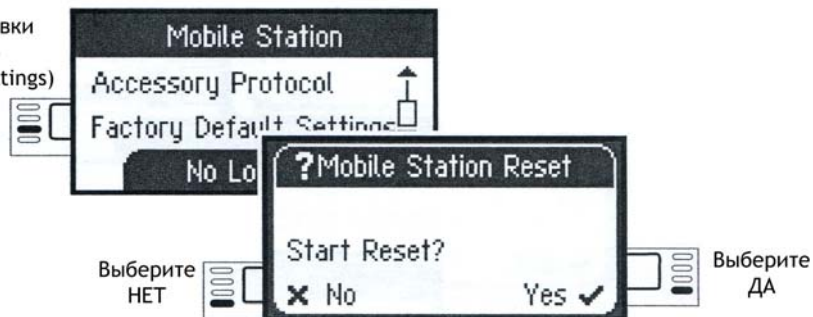 вки
tings)
Mobile Station
Accessory Protocol
Factory Default Settings
No Lo
?Mobile Station Reset
Start Reset?
✗ No Yes ✓
Выберите
НЕТ
Выберите
ДА